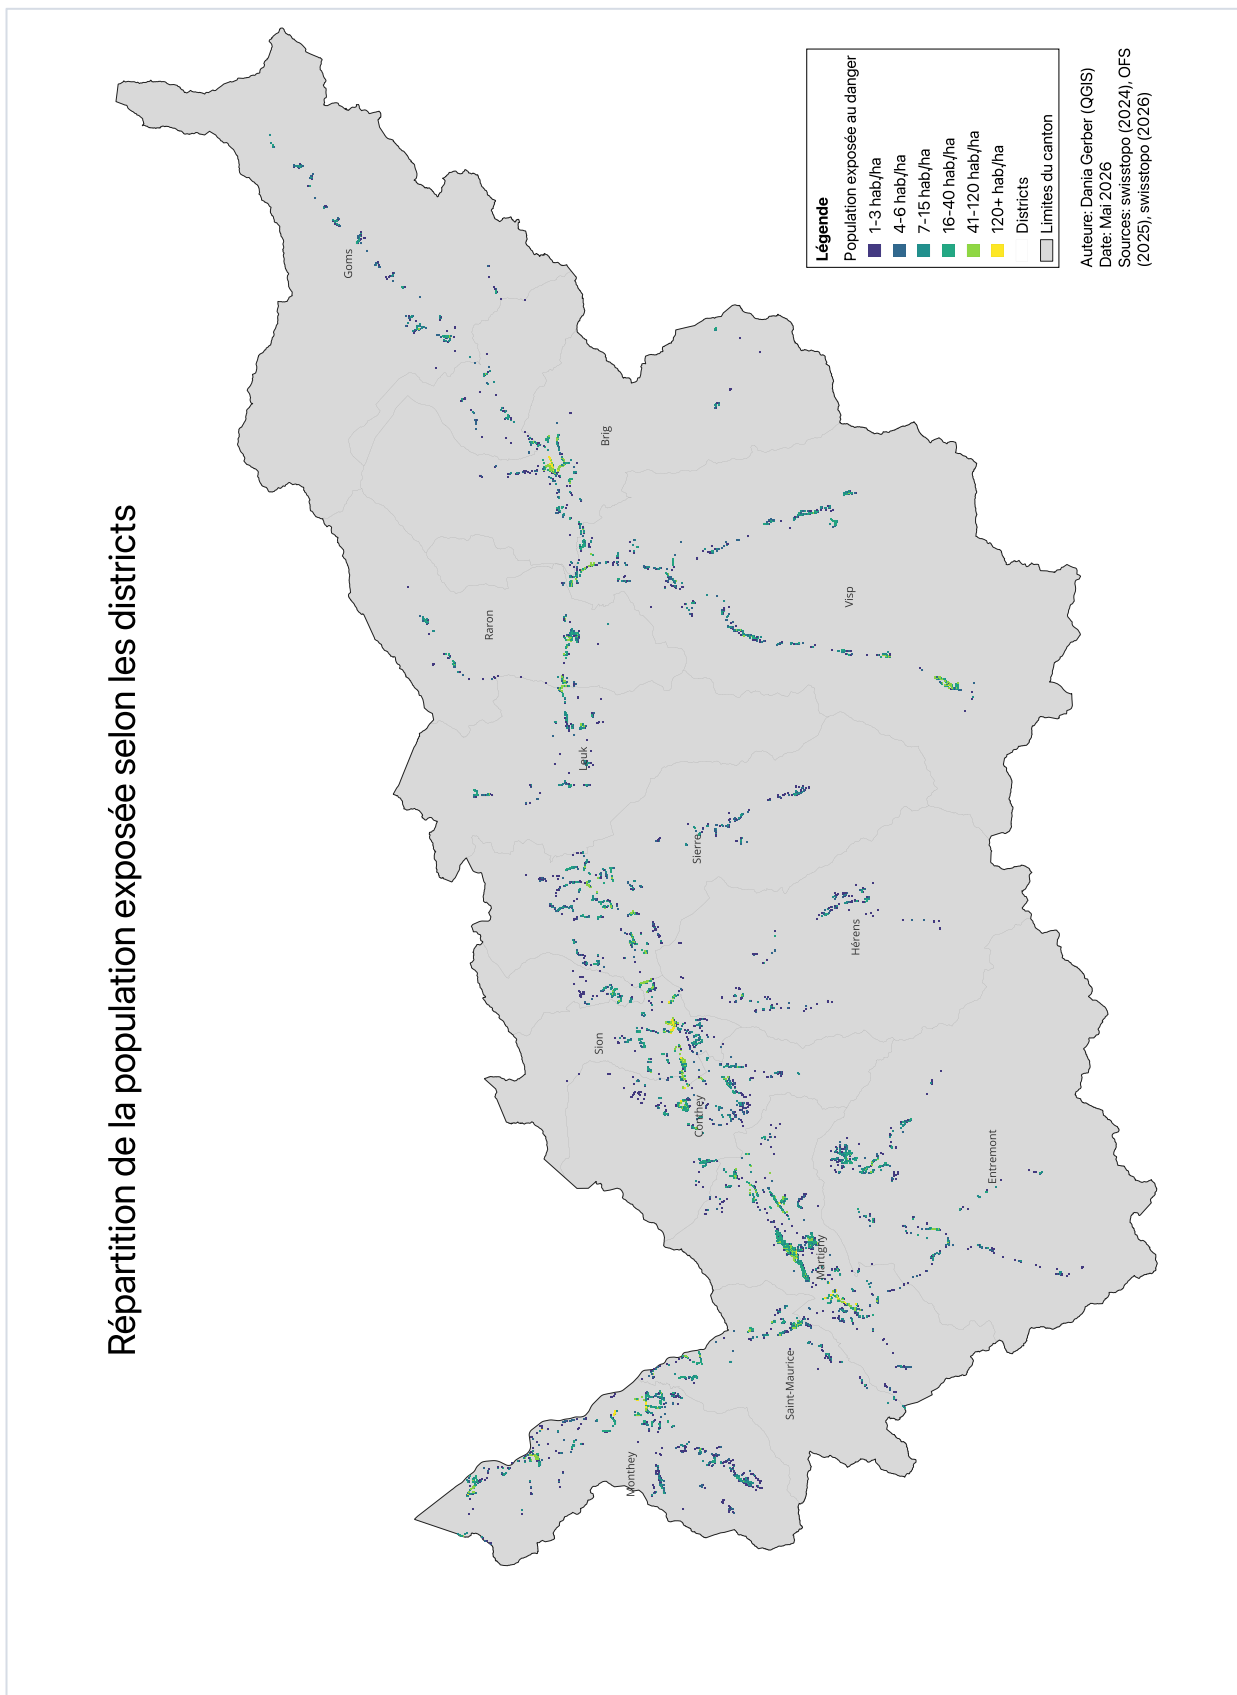 Répartition de la population exposée selon les districts
Légende
Population exposée au danger
1-3 hab/ha
4-6 hab/ha
7-15 hab/ha
16-40 hab/ha
41-120 hab/ha
120+ hab/ha
Districts
Limites du canton
Auteure: Dania Gerber (QGIS)
Date: Mai 2026
Sources: swisstopo (2024), OFS
(2025), swisstopo (2026)
Goms
Brig
Raron
Visp
Leuk
Sierre
Hérens
Sion
Conthey
Entremont
Martigny
Saint-Maurice
Monthey